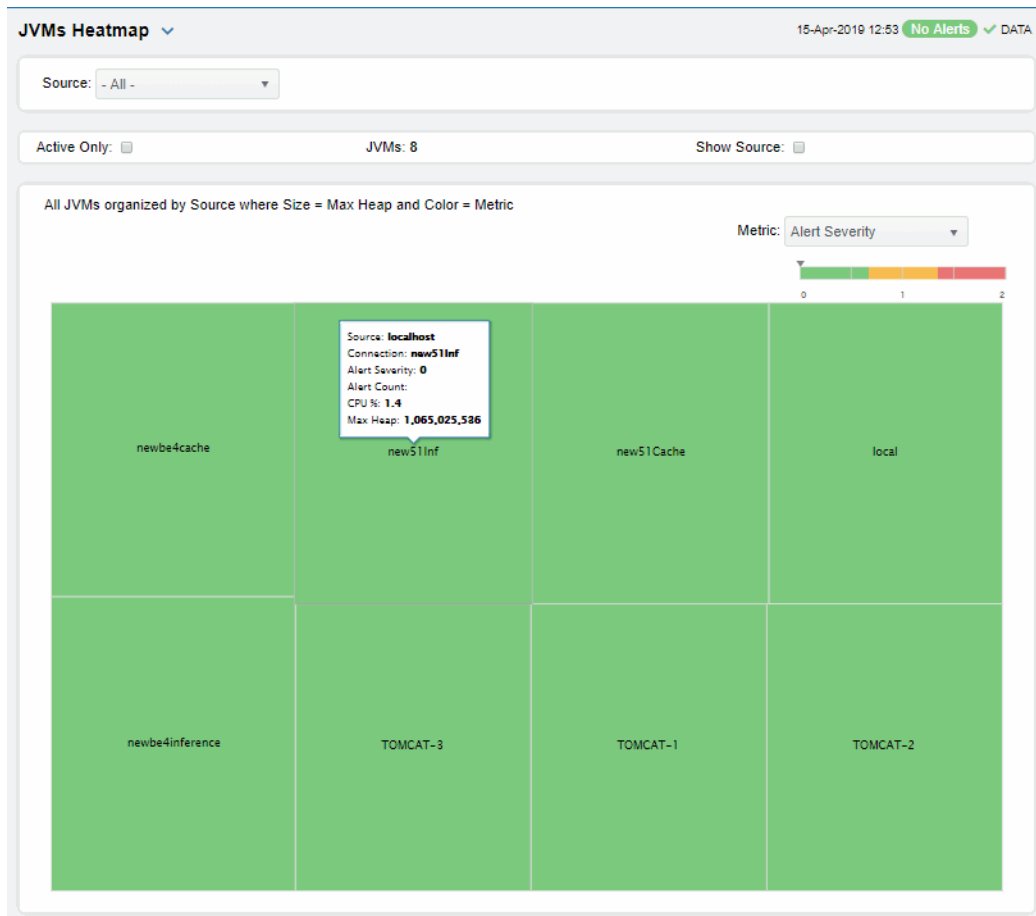 JVMs Heatmap
15-Apr-2019 12:53 No Alerts DATA
Source: - All -
Active Only: JVMs: 8 Show Source:
All JVMs organized by Source where Size = Max Heap and Color = Metric
Metric: Alert Severity
0 1 2
Source: localhost
Connection: new51Inf
Alert Severity: 0
Alert Count:
CPU %: 1.4
Max Heap: 1,065,025,536
newbe4cache new51Inf new51Cache local
newbe4inference TOMCAT-3 TOMCAT-1 TOMCAT-2